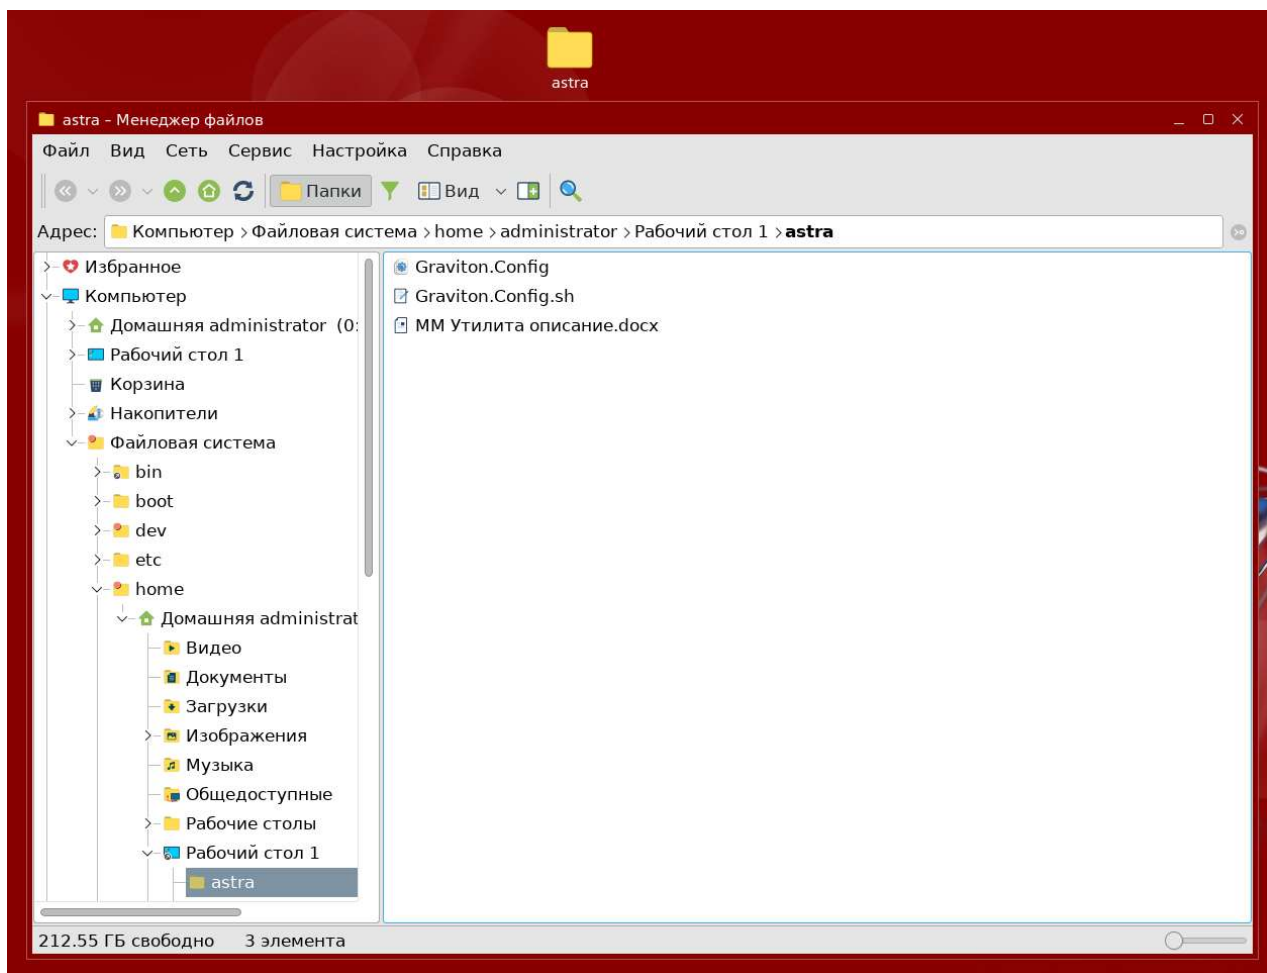 astra
astra – Менеджер файлов
Файл Вид Сеть Сервис Настройка Справка
Папки Вид
Адрес: Компьютер Файловая система home administrator Рабочий стол 1 astra
Избранное
Компьютер
Домашняя administrator (0:
Рабочий стол 1
Корзина
Накопители
Файловая система
bin
boot
dev
etc
home
Домашняя administrat
Видео
Документы
Загрузки
Изображения
Музыка
Общедоступные
Рабочие столы
Рабочий стол 1
astra
Graviton.Config
Graviton.Config.sh
ММ Утилита описание.docx
212.55 ГБ свободно 3 элемента